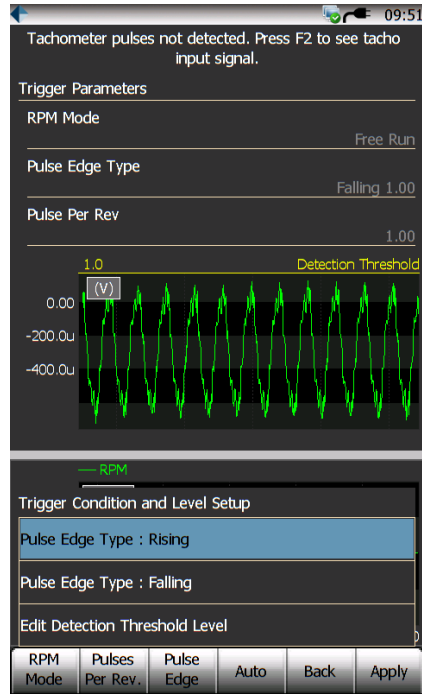 09:51
Tachometer pulses not detected. Press F2 to see tacho
input signal.
Trigger Parameters
RPM Mode
Free Run
Pulse Edge Type
Falling 1.00
Pulse Per Rev
1.00
1.0 Detection Threshold
(V)
0.00
-200.0u
-400.0u
RPM
Trigger Condition and Level Setup
Pulse Edge Type : Rising
Pulse Edge Type : Falling
Edit Detection Threshold Level
RPM Mode
Pulses Per Rev.
Pulse Edge
Auto
Back
Apply